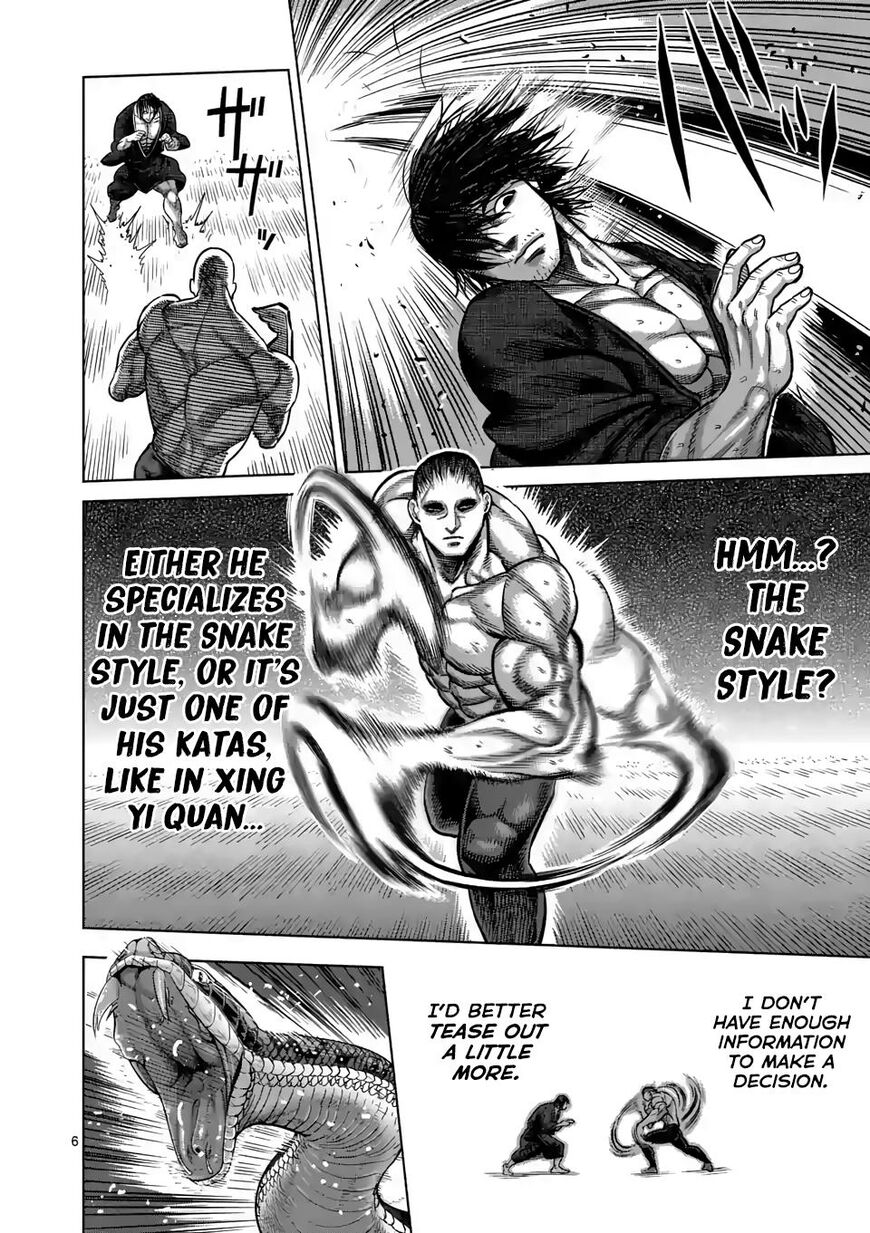 ザザッ
HMM...?
THE
SNAKE
STYLE?
EITHER HE
SPECIALIZES
IN THE SNAKE
STYLE, OR IT'S
JUST ONE OF
HIS KATAS,
LIKE IN XING
YI QUAN...
I DON'T
HAVE ENOUGH
INFORMATION
TO MAKE A
DECISION.
I'D BETTER
TEASE OUT
A LITTLE
MORE.
6